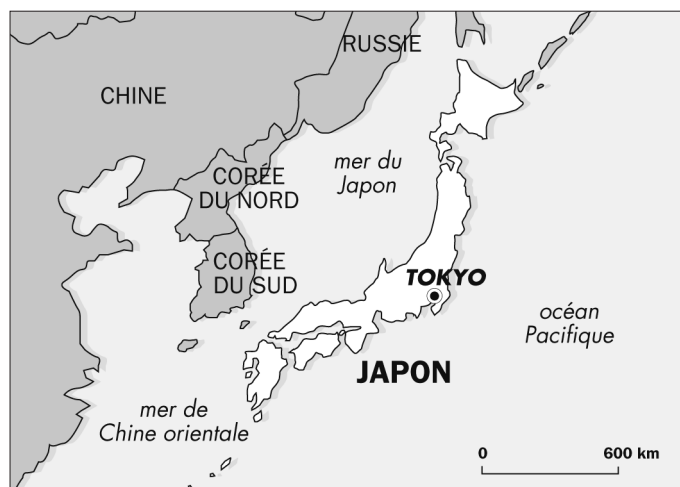 RUSSIE
CHINE
mer du
Japon
CORÉE
DU NORD
CORÉE
DU SUD
TOKYO
océan
Pacifique
JAPON
mer de
Chine orientale
0 600 km